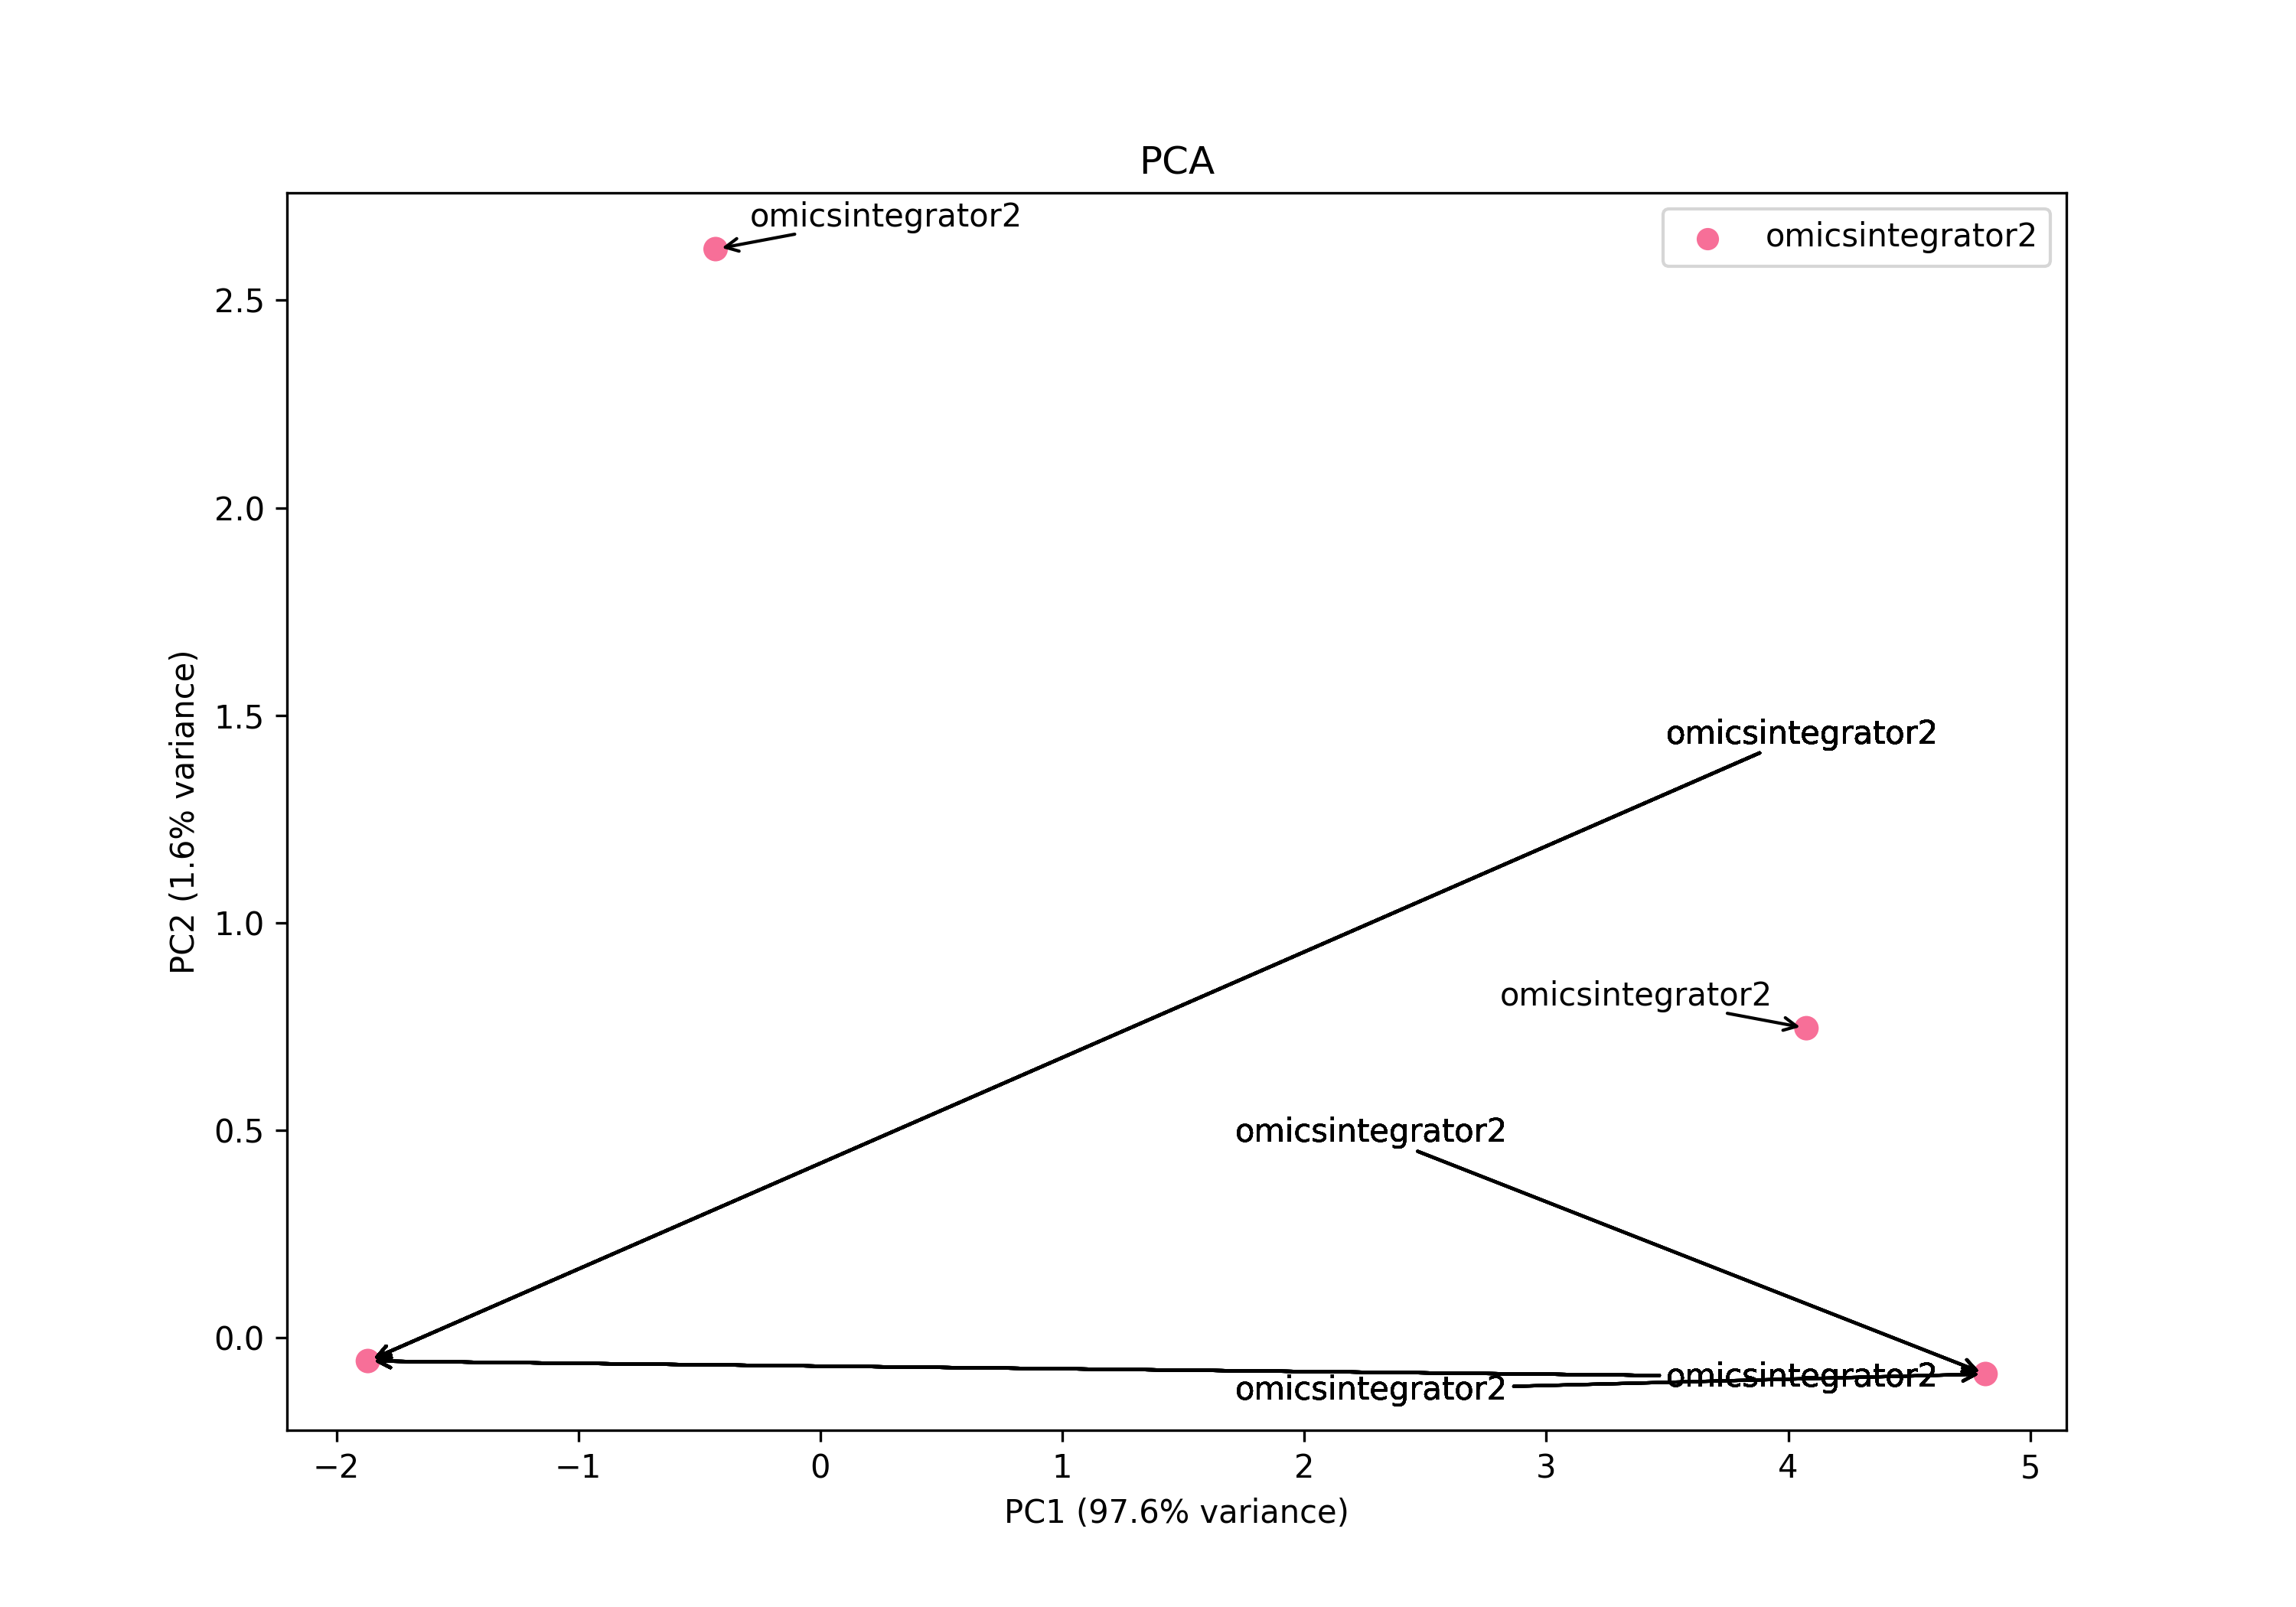 PCA
omicsintegrator2
omicsintegrator2
2.5
2.0
1.5
1.0
0.5
0.0
PC2 (1.6% variance)
omicsintegrator2
omicsintegrator2
omicsintegrator2
omicsintegrator2
omicsintegrator2
−2
−1
0
1
2
3
4
5
PC1 (97.6% variance)